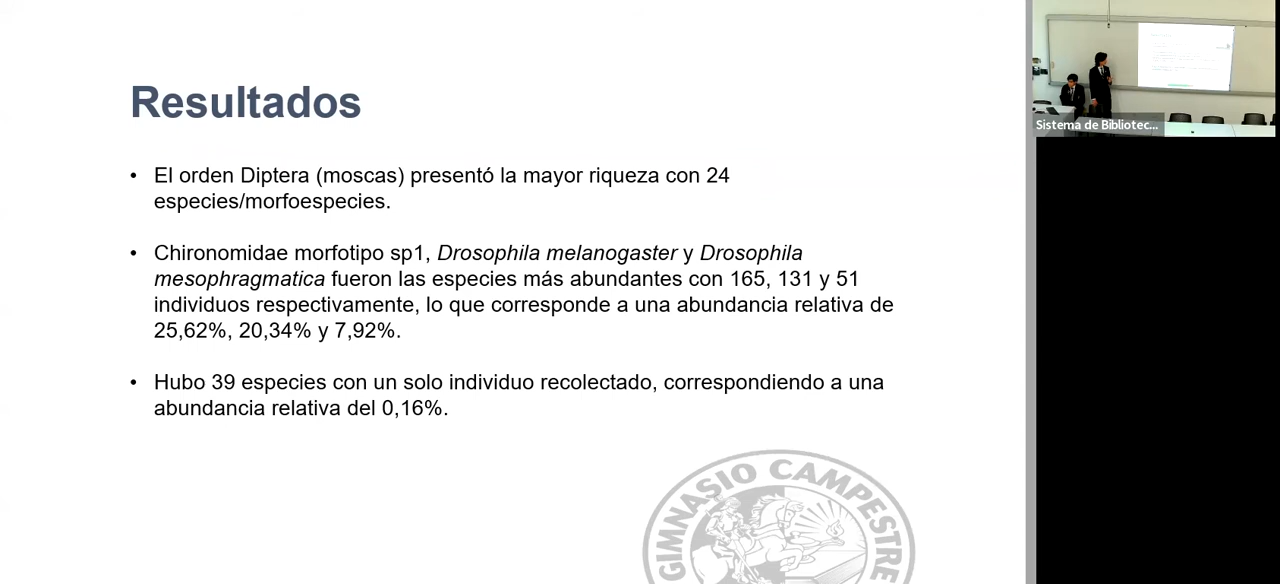 Resultados
• El orden Diptera (moscas) presentó la mayor riqueza con 24
especies/morfoespecies.
• Chironomidae morfotipo sp1, Drosophila melanogaster y Drosophila
mesophragmatica fueron las especies más abundantes con 165, 131 y 51
individuos respectivamente, lo que corresponde a una abundancia relativa de
25,62%, 20,34% y 7,92%.
• Hubo 39 especies con un solo individuo recolectado, correspondiendo a una
abundancia relativa del 0,16%.
GIMNASIO CAMPESTRE
Sistema de Bibliotec...